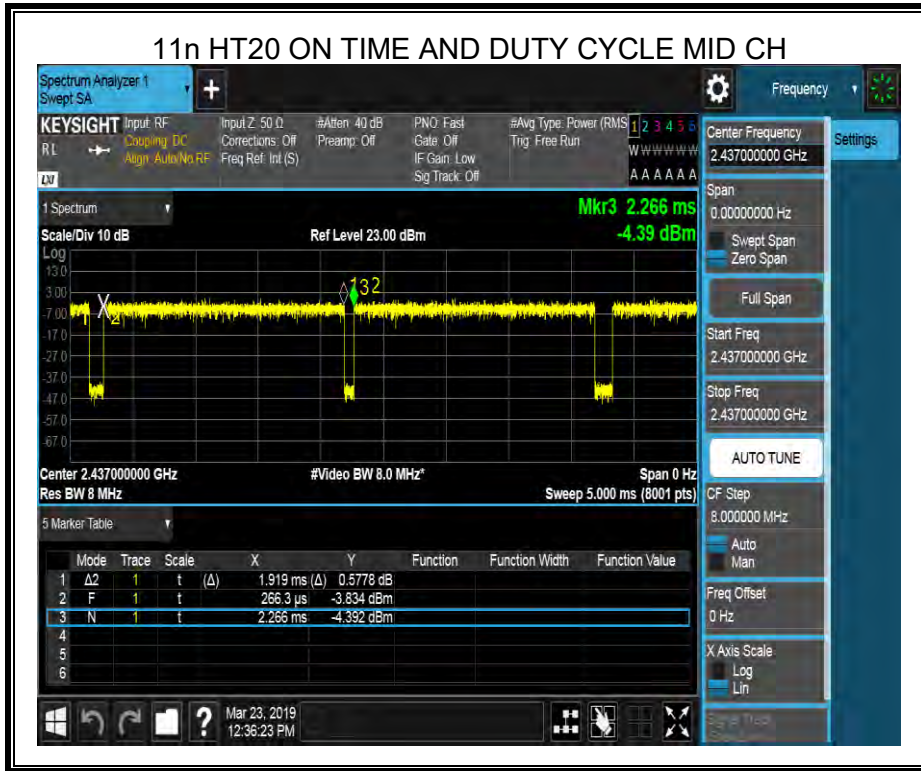 11n HT20 ON TIME AND DUTY CYCLE MID CH
Spectrum Analyzer 1
Swept SA
+
Frequency
KEYSIGHT
RL
LXI
Input: RF
Coupling: DC
Align: Auto/No RF
Input Z: 50 Ω
Corrections: Off
Freq Ref: Int (S)
#Atten: 40 dB
Preamp: Off
PNO: Fast
Gate: Off
IF Gain: Low
Sig Track: Off
#Avg Type: Power (RMS
Trig: Free Run
1 2 3 4 5 6
W W W W W W
A A A A A A
1 Spectrum
Mkr3 2.266 ms
-4.39 dBm
Scale/Div 10 dB
Ref Level 23.00 dBm
Log
13.0
3.00
-7.00
-17.0
-27.0
-37.0
-47.0
-57.0
-67.0
X
2
1 3 2
Center 2.437000000 GHz
#Video BW 8.0 MHz*
Span 0 Hz
Res BW 8 MHz
Sweep 5.000 ms (8001 pts)
5 Marker Table
Mode Trace Scale X Y Function Function Width Function Value
1 Δ2 1 t (Δ) 1.919 ms (Δ) 0.5778 dB
2 F 1 t 266.3 µs -3.834 dBm
3 N 1 t 2.266 ms -4.392 dBm
4
5
6
?
Mar 23, 2019
12:36:23 PM
Center Frequency
2.437000000 GHz
Settings
Span
0.00000000 Hz
Swept Span
Zero Span
Full Span
Start Freq
2.437000000 GHz
Stop Freq
2.437000000 GHz
AUTO TUNE
CF Step
8.000000 MHz
Auto
Man
Freq Offset
0 Hz
X Axis Scale
Log
Lin
Signal Track